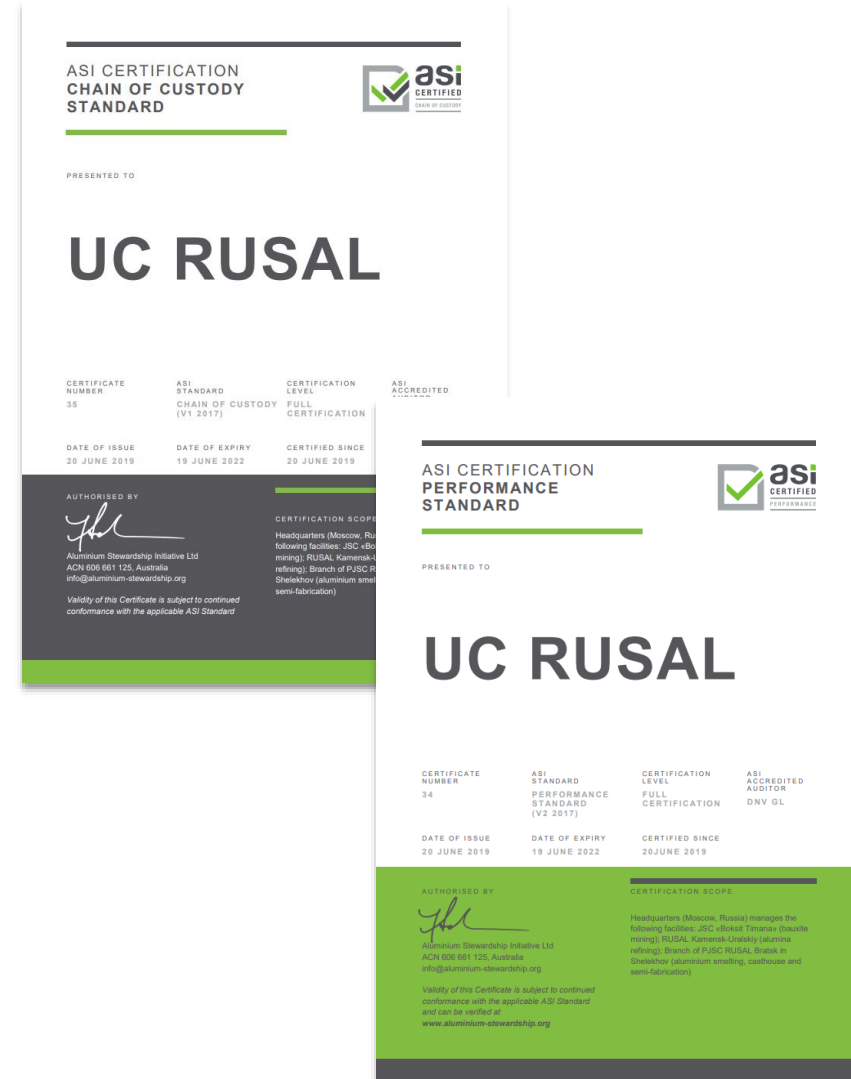 ASI CERTIFICATION
CHAIN OF CUSTODY
STANDARD
asi
CERTIFIED
CHAIN OF CUSTODY
PRESENTED TO
UC RUSAL
CERTIFICATE
NUMBER
35
ASI
STANDARD
CHAIN OF CUSTODY
(V1 2017)
CERTIFICATION
LEVEL
FULL
CERTIFICATION
ASI
ACCREDITED
AUDITOR
DATE OF ISSUE
20 JUNE 2019
DATE OF EXPIRY
19 JUNE 2022
CERTIFIED SINCE
20 JUNE 2019
AUTHORISED BY
Aluminium Stewardship Initiative Ltd
ACN 606 661 125, Australia
info@aluminium-stewardship.org
Validity of this Certificate is subject to continued
conformance with the applicable ASI Standard
CERTIFICATION SCOPE
Headquarters (Moscow, Ru
following facilities: JSC «Bo
mining); RUSAL Kamensk-U
refining); Branch of PJSC R
Shelekhov (aluminium smel
semi-fabrication)
ASI CERTIFICATION
PERFORMANCE
STANDARD
asi
CERTIFIED
PERFORMANCE
PRESENTED TO
UC RUSAL
CERTIFICATE
NUMBER
34
ASI
STANDARD
PERFORMANCE
STANDARD
(V2 2017)
CERTIFICATION
LEVEL
FULL
CERTIFICATION
ASI
ACCREDITED
AUDITOR
DNV GL
DATE OF ISSUE
20 JUNE 2019
DATE OF EXPIRY
19 JUNE 2022
CERTIFIED SINCE
20JUNE 2019
AUTHORISED BY
Aluminium Stewardship Initiative Ltd
ACN 606 661 125, Australia
info@aluminium-stewardship.org
Validity of this Certificate is subject to continued
conformance with the applicable ASI Standard
and can be verified at
www.aluminium-stewardship.org
CERTIFICATION SCOPE
Headquarters (Moscow, Russia) manages the
following facilities: JSC «Boksit Timana» (bauxite
mining); RUSAL Kamensk-Uralskiy (alumina
refining); Branch of PJSC RUSAL Bratsk in
Shelekhov (aluminium smelting, casthouse and
semi-fabrication)